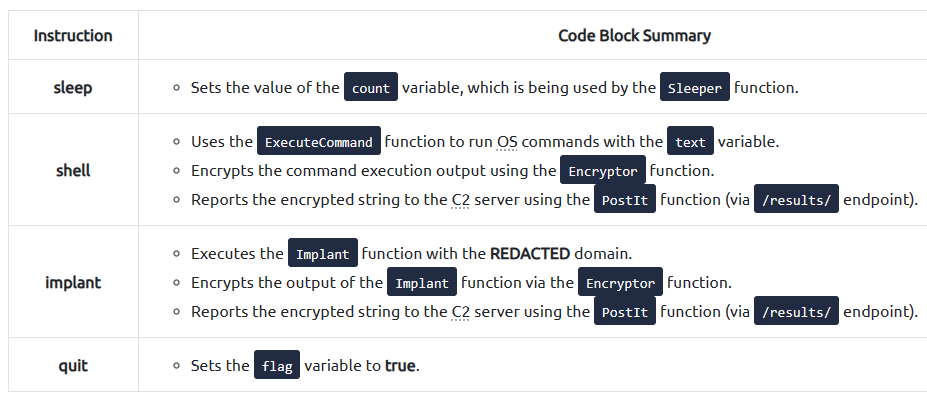 Instruction Code Block Summary
sleep
Sets the value of the count variable, which is being used by the Sleeper function.
shell
Uses the ExecuteCommand function to run OS commands with the text variable.
Encrypts the command execution output using the Encryptor function.
Reports the encrypted string to the C2 server using the PostIt function (via /results/ endpoint).
implant
Executes the Implant function with the REDACTED domain.
Encrypts the output of the Implant function via the Encryptor function.
Reports the encrypted string to the C2 server using the PostIt function (via /results/ endpoint).
quit
Sets the flag variable to true.